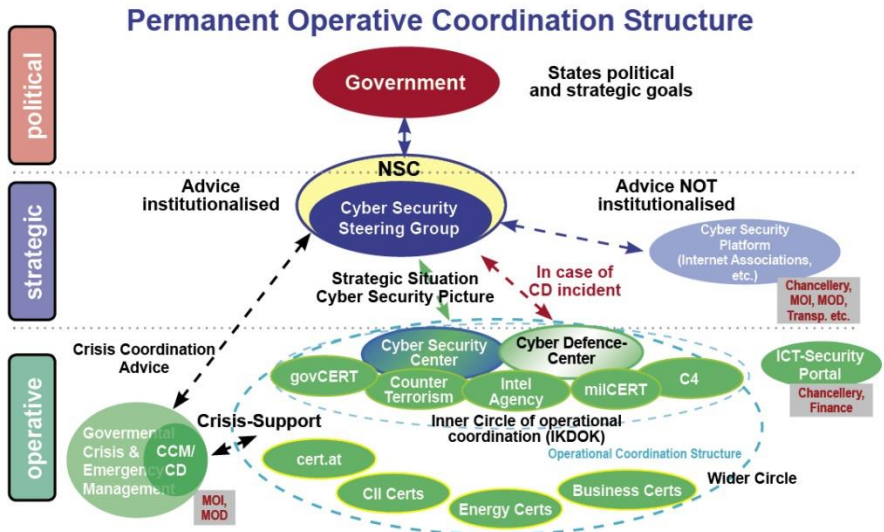 Permanent Operative Coordination Structure
political
Government
States political
and strategic goals
NSC
Advice
institutionalised
Advice NOT
institutionalised
strategic
Cyber Security
Steering Group
Cyber Security
Platform
(Internet Associations,
etc.)
Chancellery,
MOI, MOD,
Transp. etc.
Strategic Situation
Cyber Security Picture
In case of
CD incident
operative
Crisis Coordination
Advice
Cyber Security
Center
Cyber Defence-
Center
ICT-Security
Portal
Chancellery,
Finance
govCERT
Counter
Terrorism
Intel
Agency
milCERT
C4
Inner Circle of operational
coordination (IKDOK)
Operational Coordination Structure
Crisis-Support
Govermental
Crisis &
Emergency
Management
CCM/
CD
MOI,
MOD
cert.at
CII Certs
Energy Certs
Business Certs
Wider Circle